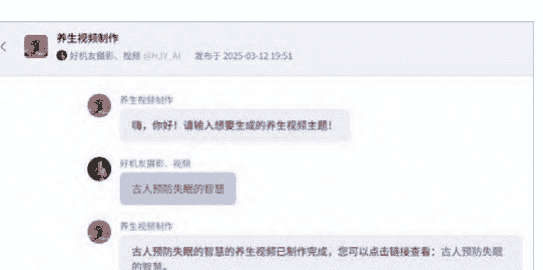 养生视频制作
好机友摄影、视频 @HJY_AI 发布于 2025-03-12 19:51
养生视频制作
嗨，你好！请输入想要生成的养生视频主题！
好机友摄影、视频
古人预防失眠的智慧
养生视频制作
古人预防失眠的智慧的养生视频已制作完成，您可以点击链接查看：古人预防失眠
的智慧。